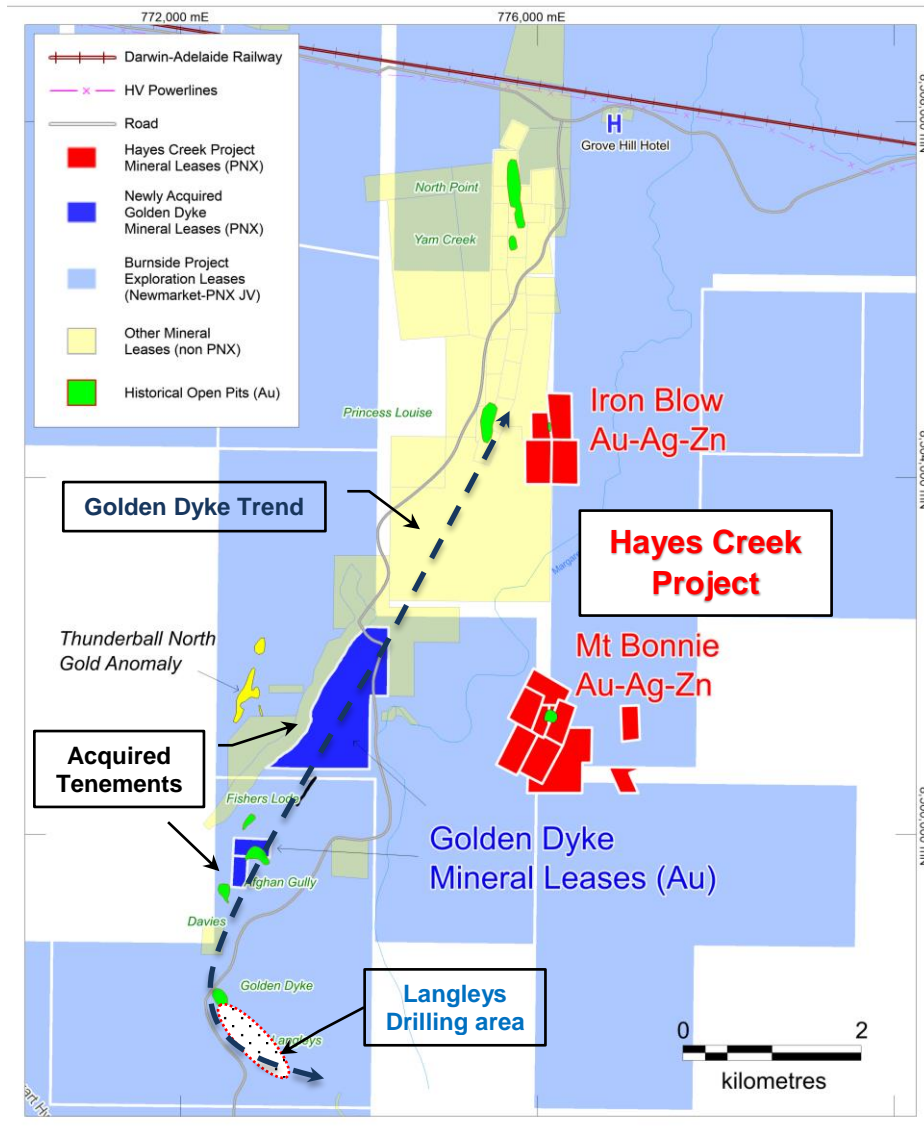 772,000 mE
776,000 mE
Darwin-Adelaide Railway
HV Powerlines
Road
Hayes Creek Project
Mineral Leases (PNX)
Newly Acquired
Golden Dyke
Mineral Leases (PNX)
Burnside Project
Exploration Leases
(Newmarket-PNX JV)
Other Mineral
Leases (non PNX)
Historical Open Pits (Au)
H
Grove Hill Hotel
North Point
Yam Creek
Princess Louise
Iron Blow
Au-Ag-Zn
Golden Dyke Trend
Hayes Creek
Project
Thunderball North
Gold Anomaly
Mt Bonnie
Au-Ag-Zn
Acquired
Tenements
Fishers Lode
Golden Dyke
Mineral Leases (Au)
Afghan Gully
Davies
Golden Dyke
Langleys
Drilling area
Langleys
0 2
kilometres